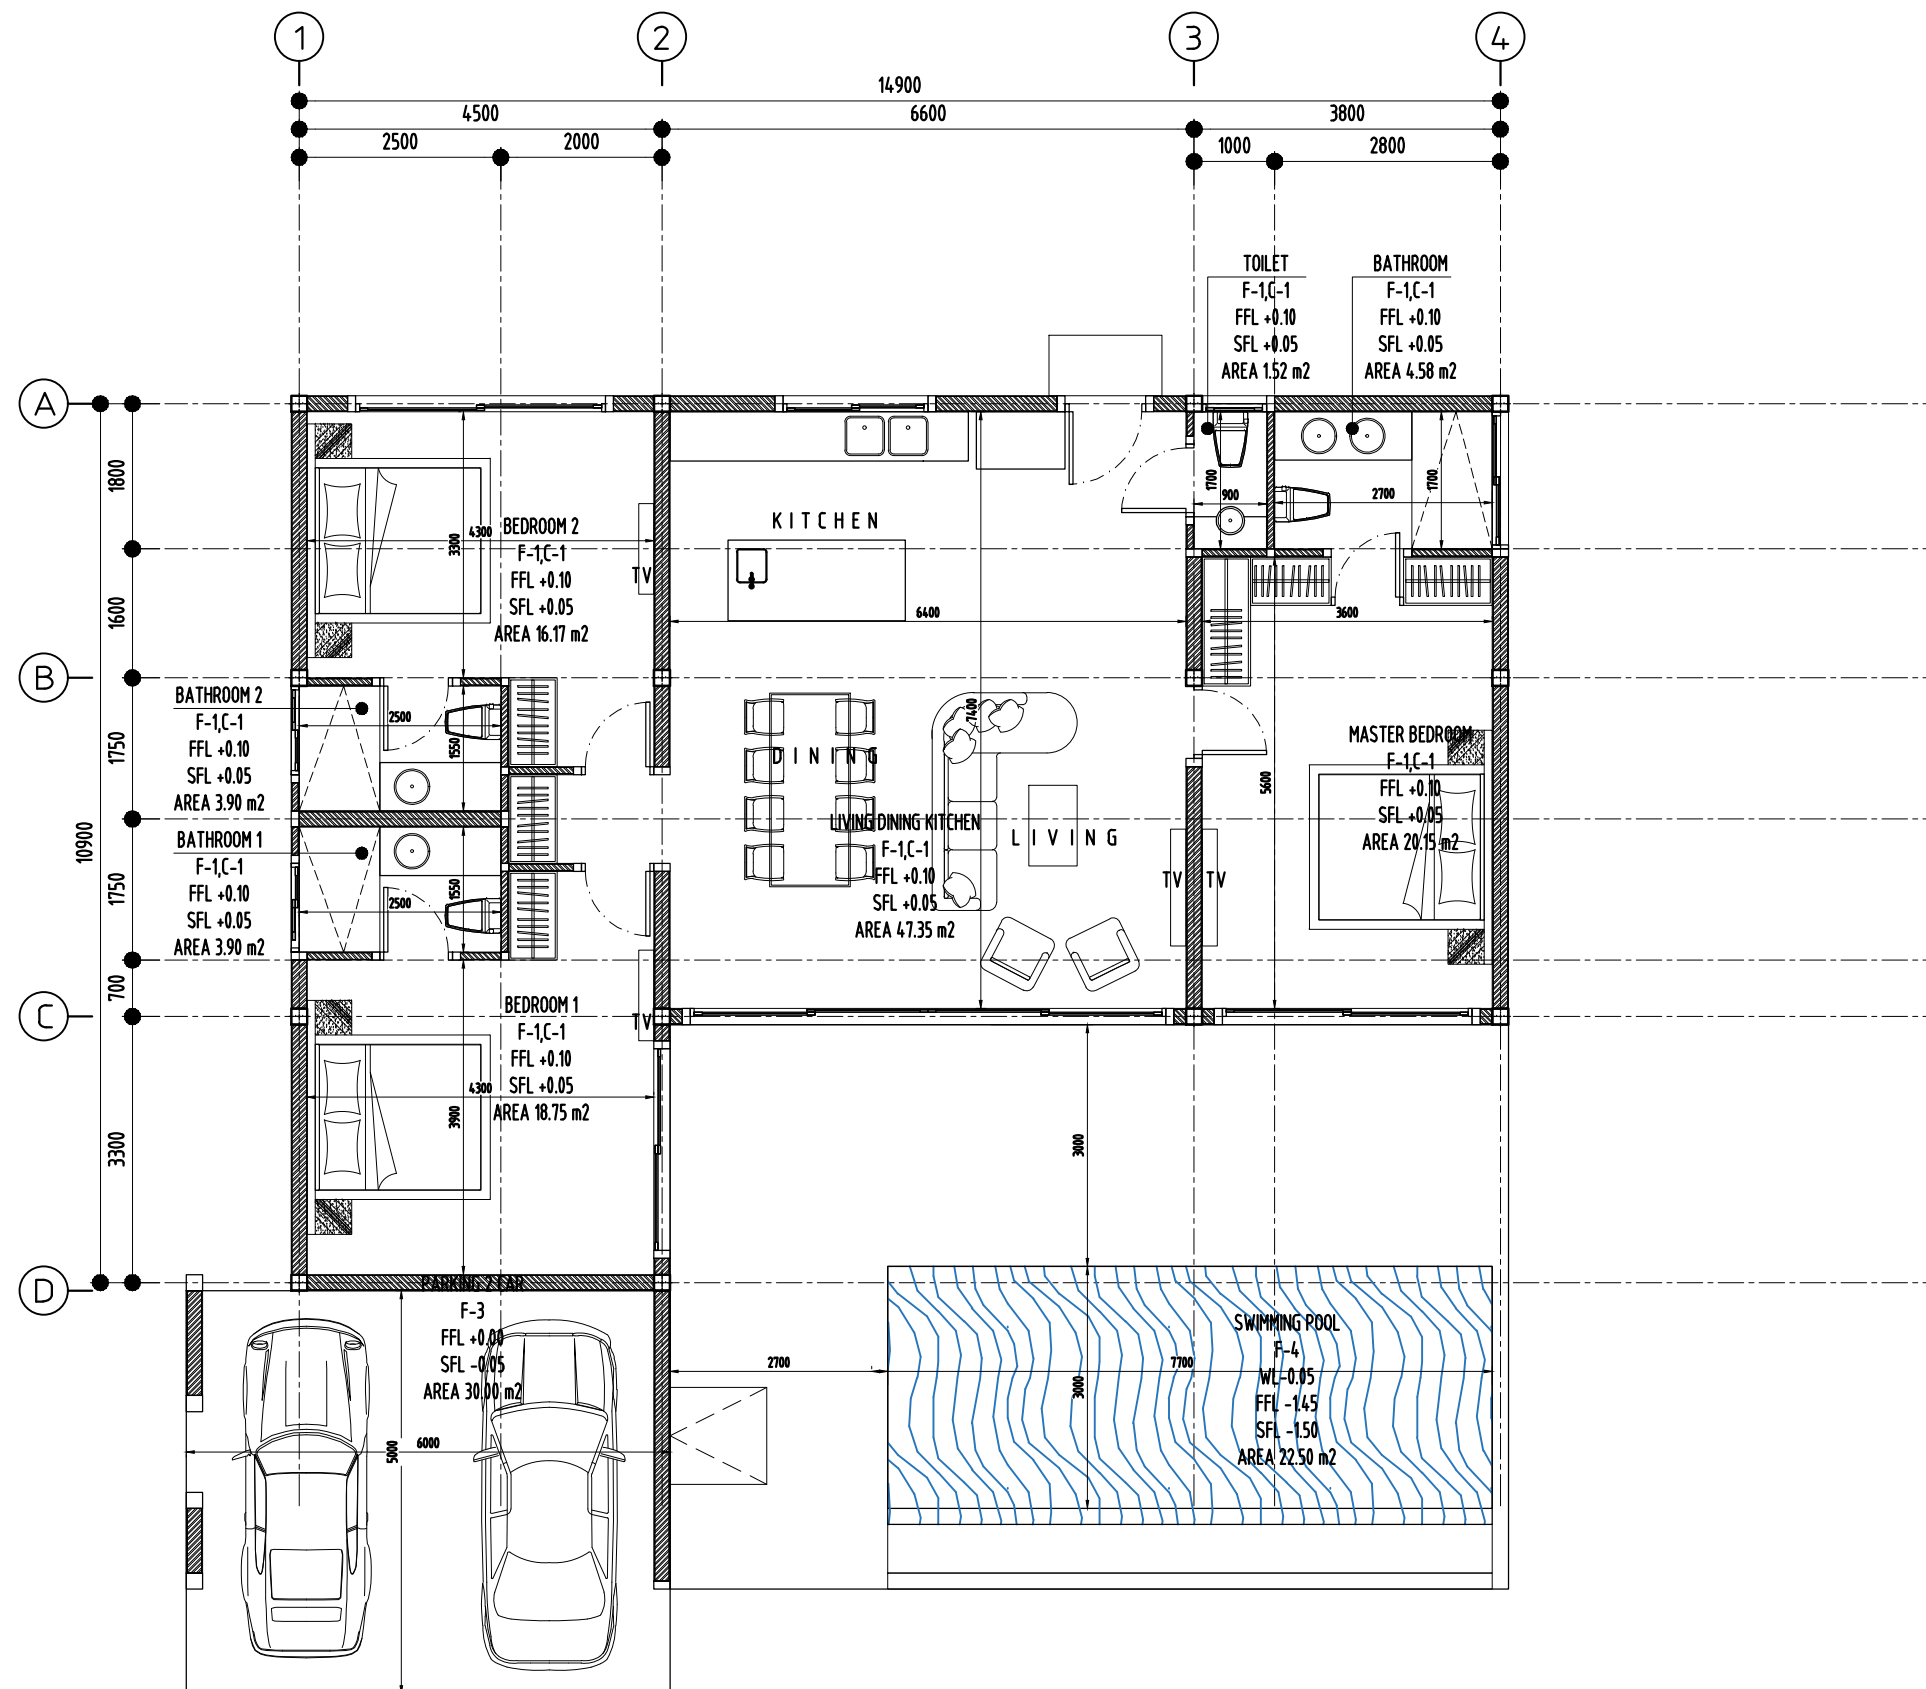 1
2
3
4
14900
4500
6600
3800
2500
2000
1000
2800
TOILET
F-1,C-1
FFL +0.10
SFL +0.05
AREA 1.52 m2
BATHROOM
F-1,C-1
FFL +0.10
SFL +0.05
AREA 4.58 m2
A
B
C
D
10900
1800
1600
1750
1750
700
3300
BEDROOM 2
F-1,C-1
FFL +0.10
SFL +0.05
AREA 16.17 m2
4300
3300
TV
KITCHEN
6400
7400
1700
900
2700
1700
3600
BATHROOM 2
F-1,C-1
FFL +0.10
SFL +0.05
AREA 3.90 m2
2500
1550
BATHROOM 1
F-1,C-1
FFL +0.10
SFL +0.05
AREA 3.90 m2
2500
1550
DINING
LIVING DINING KITCHEN
F-1,C-1
FFL +0.10
SFL +0.05
AREA 47.35 m2
LIVING
TV
TV
MASTER BEDROOM
F-1,C-1
FFL +0.10
SFL +0.05
AREA 20.15 m2
5600
BEDROOM 1
F-1,C-1
FFL +0.10
SFL +0.05
AREA 18.75 m2
TV
4300
3900
3000
PARKING 2 CAR
F-3
FFL +0.00
SFL -0.05
AREA 30.00 m2
6000
5000
2700
7700
3000
SWIMMING POOL
F-4
WL-0.05
FFL -1.45
SFL -1.50
AREA 22.50 m2